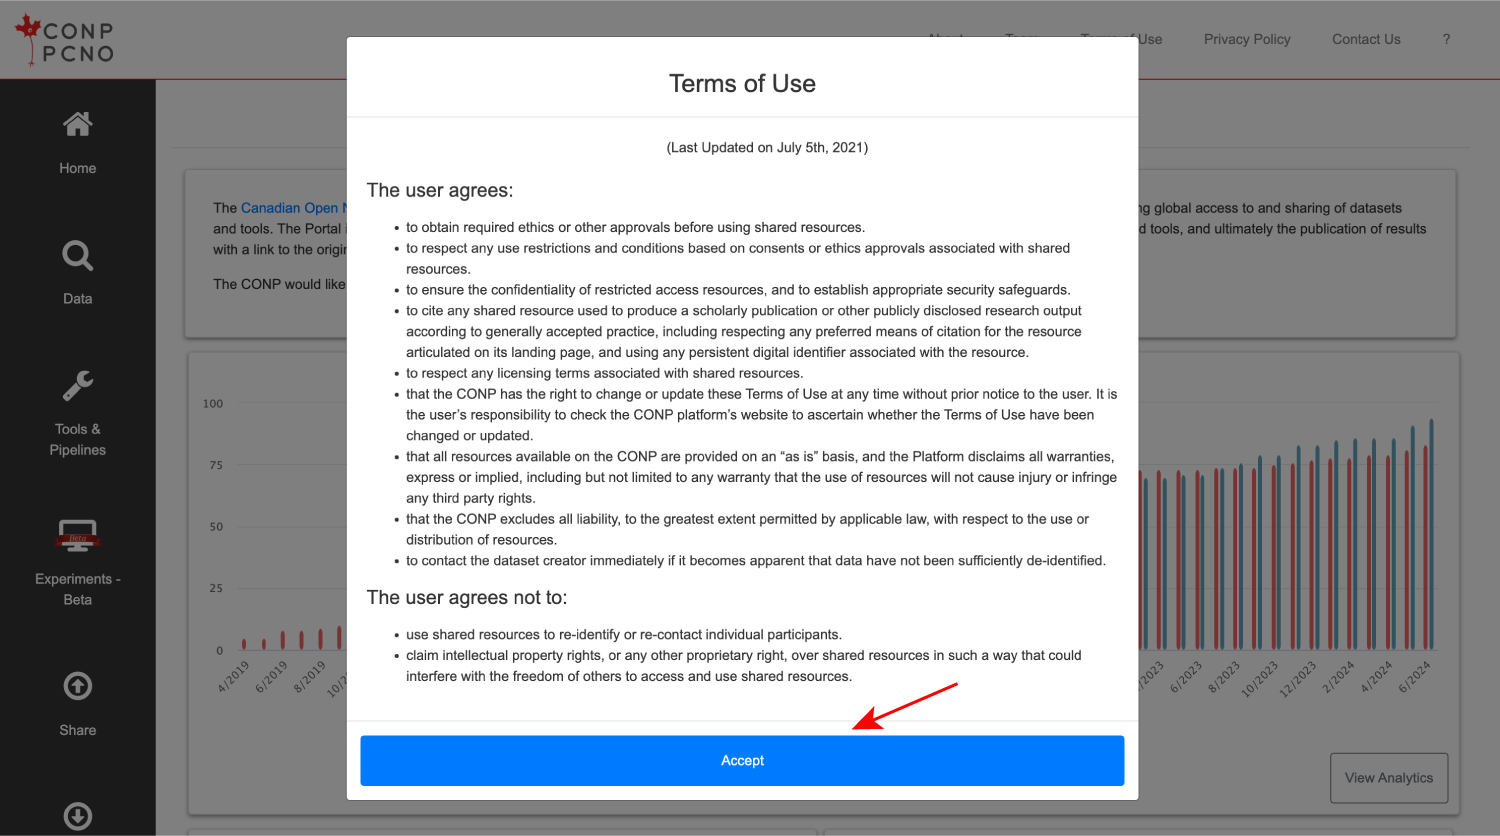 CONP
PCNO
Use
Privacy Policy
Contact Us
?
Home
Data
Tools &
Pipelines
Beta
Experiments -
Beta
Share
The Canadian Open N
and tools. The Portal i
with a link to the origin
The CONP would like
ng global access to and sharing of datasets
d tools, and ultimately the publication of results
Terms of Use
(Last Updated on July 5th, 2021)
The user agrees:
• to obtain required ethics or other approvals before using shared resources.
• to respect any use restrictions and conditions based on consents or ethics approvals associated with shared
resources.
• to ensure the confidentiality of restricted access resources, and to establish appropriate security safeguards.
• to cite any shared resource used to produce a scholarly publication or other publicly disclosed research output
according to generally accepted practice, including respecting any preferred means of citation for the resource
articulated on its landing page, and using any persistent digital identifier associated with the resource.
• to respect any licensing terms associated with shared resources.
• that the CONP has the right to change or update these Terms of Use at any time without prior notice to the user. It is
the user’s responsibility to check the CONP platform’s website to ascertain whether the Terms of Use have been
changed or updated.
• that all resources available on the CONP are provided on an “as is” basis, and the Platform disclaims all warranties,
express or implied, including but not limited to any warranty that the use of resources will not cause injury or infringe
any third party rights.
• that the CONP excludes all liability, to the greatest extent permitted by applicable law, with respect to the use or
distribution of resources.
• to contact the dataset creator immediately if it becomes apparent that data have not been sufficiently de-identified.
The user agrees not to:
• use shared resources to re-identify or re-contact individual participants.
• claim intellectual property rights, or any other proprietary right, over shared resources in such a way that could
interfere with the freedom of others to access and use shared resources.
Accept
100
75
50
25
0
4/2019
6/2019
8/2019
10/2
/2023
6/2023
8/2023
10/2023
12/2023
2/2024
4/2024
6/2024
View Analytics